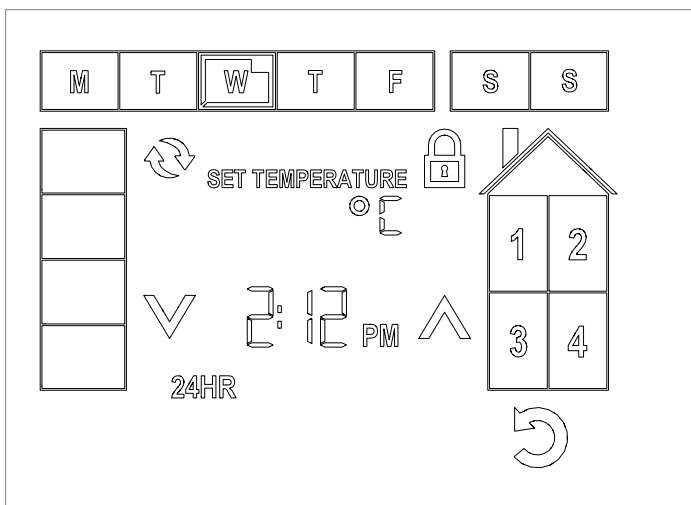 M T W T F S S
SET TEMPERATURE
°C
1 2
2:12 PM
3 4
24HR